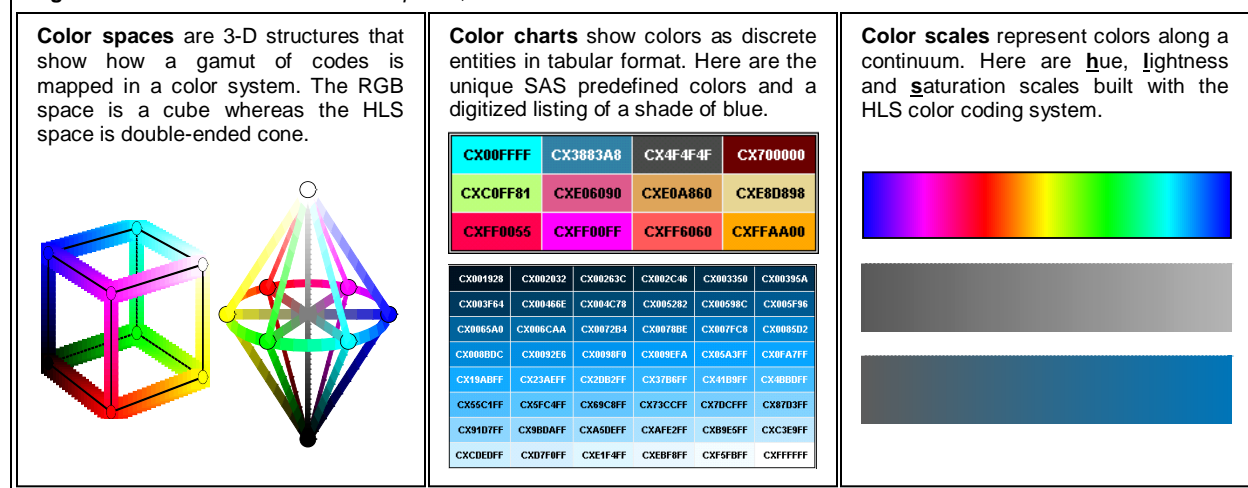 Color spaces are 3-D structures that
show how a gamut of codes is
mapped in a color system. The RGB
space is a cube whereas the HLS
space is double-ended cone.
Color charts show colors as discrete
entities in tabular format. Here are the
unique SAS predefined colors and a
digitized listing of a shade of blue.
CX00FFFF CX3883A8 CX4F4F4F CX700000
CXC0FF81 CXE06090 CXE0A860 CXE8D898
CXFF0055 CXFF00FF CXFF6060 CXFFAA00
CX001928 CX002032 CX00263C CX002C46 CX003350 CX00395A
CX003F64 CX00466E CX004C78 CX005282 CX00598C CX005F96
CX0065A0 CX006CAA CX0072B4 CX0078BE CX007FC8 CX0085D2
CX008BDC CX0092E6 CX0098F0 CX009EFA CX05A3FF CX0FA7FF
CX19ABFF CX23AEFF CX2DB2FF CX37B6FF CX41B9FF CX4BBDFF
CX55C1FF CX5FC4FF CX69C8FF CX73CCFF CX7DCFFF CX87D3FF
CX91D7FF CX9BDAFF CXA5DEFF CXAFE2FF CXB9E5FF CXC3E9FF
CXCDEDFF CXD7F0FF CXE1F4FF CXEBF8FF CXF5FBFF CXFFFFFF
Color scales represent colors along a
continuum. Here are hue, lightness
and saturation scales built with the
HLS color coding system.